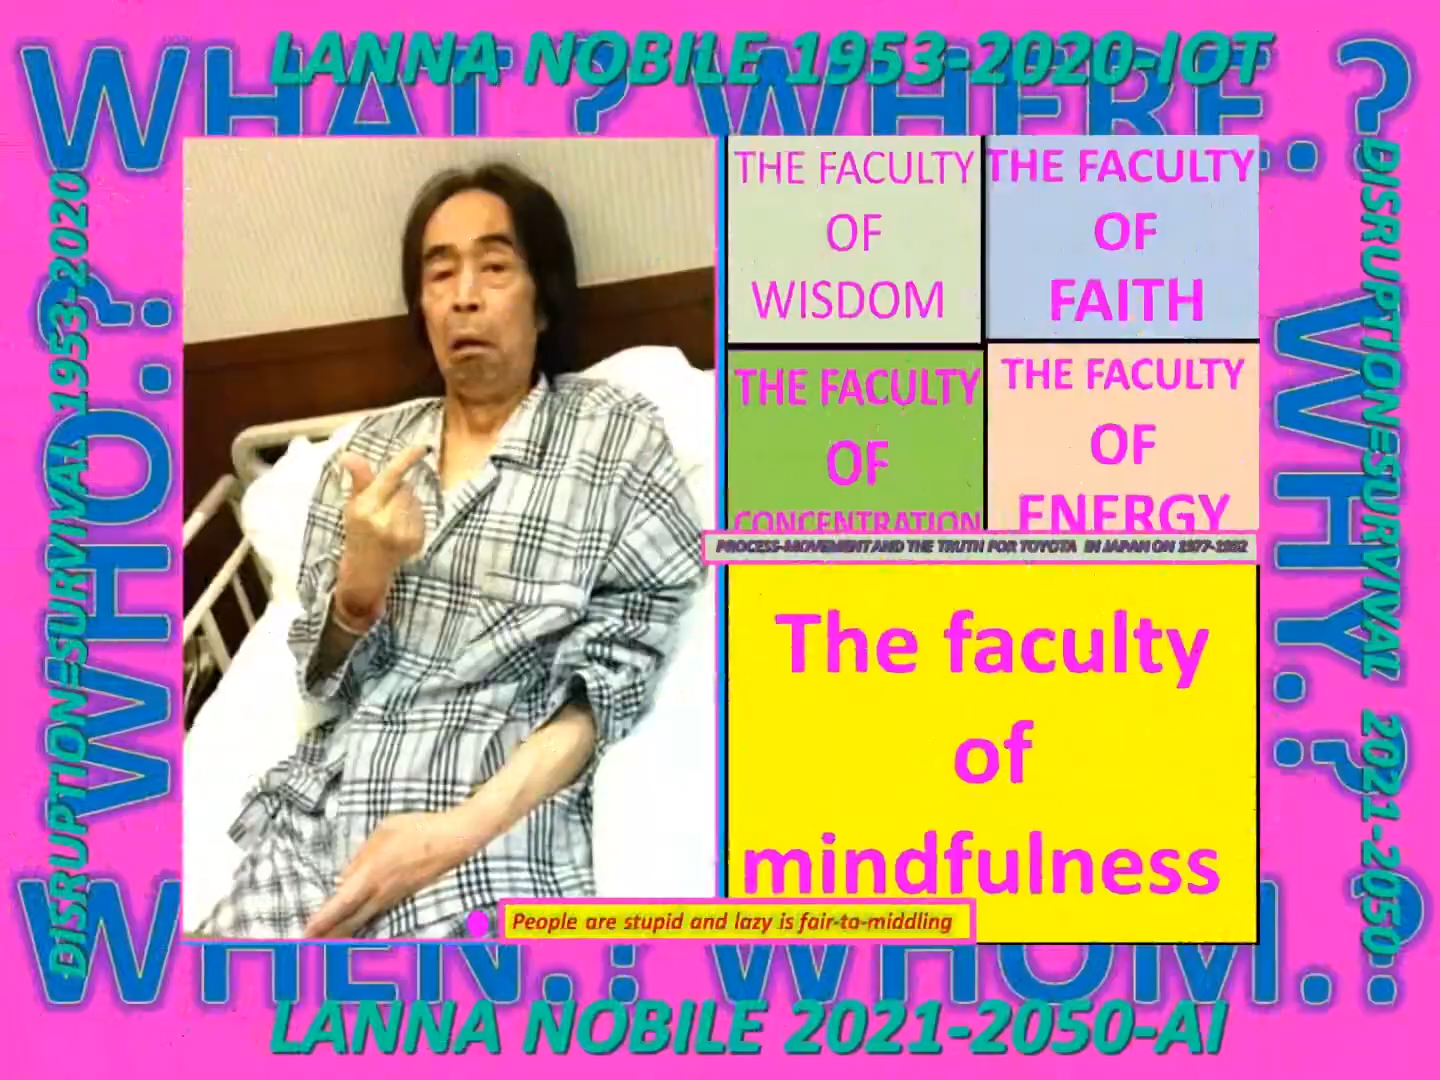 LANNA NOBILE 1953-2020-IOT
WHAT.? WHERE.?
DISRUPTION=SURVIVAL 1953-2020
WHO.?
THE FACULTY
OF
WISDOM
THE FACULTY
OF
FAITH
THE FACULTY
OF
CONCENTRATION
THE FACULTY
OF
ENERGY
PROCESS-MOVEMENT AND THE TRUTH FOR TOYOTA IN JAPAN ON 1977-1982
The faculty
of
mindfulness
People are stupid and lazy is fair-to-middling
WHY.?
DISRUPTION=SURVIVAL 2021-2050
WHEN.? WHOM.?
LANNA NOBILE 2021-2050-AI